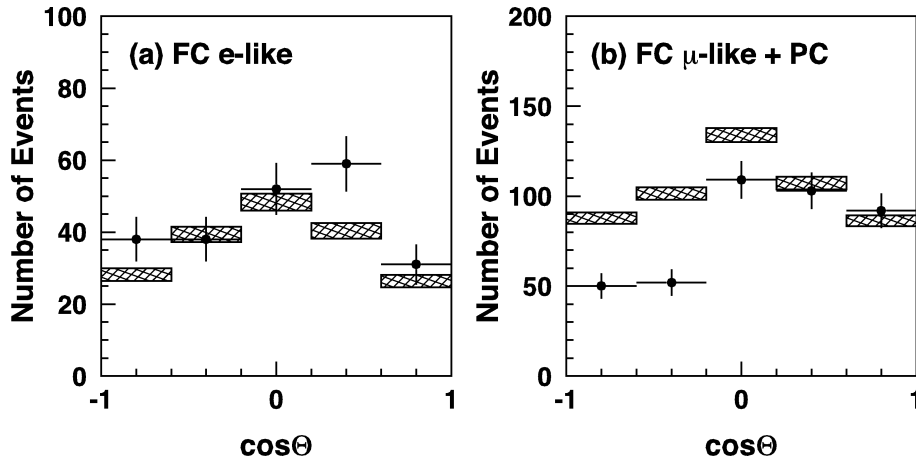 (a) FC e-like
Number of Events
100
80
60
40
20
0
-1
0
1
cosΘ
(b) FC μ-like + PC
Number of Events
200
150
100
50
0
-1
0
1
cosΘ